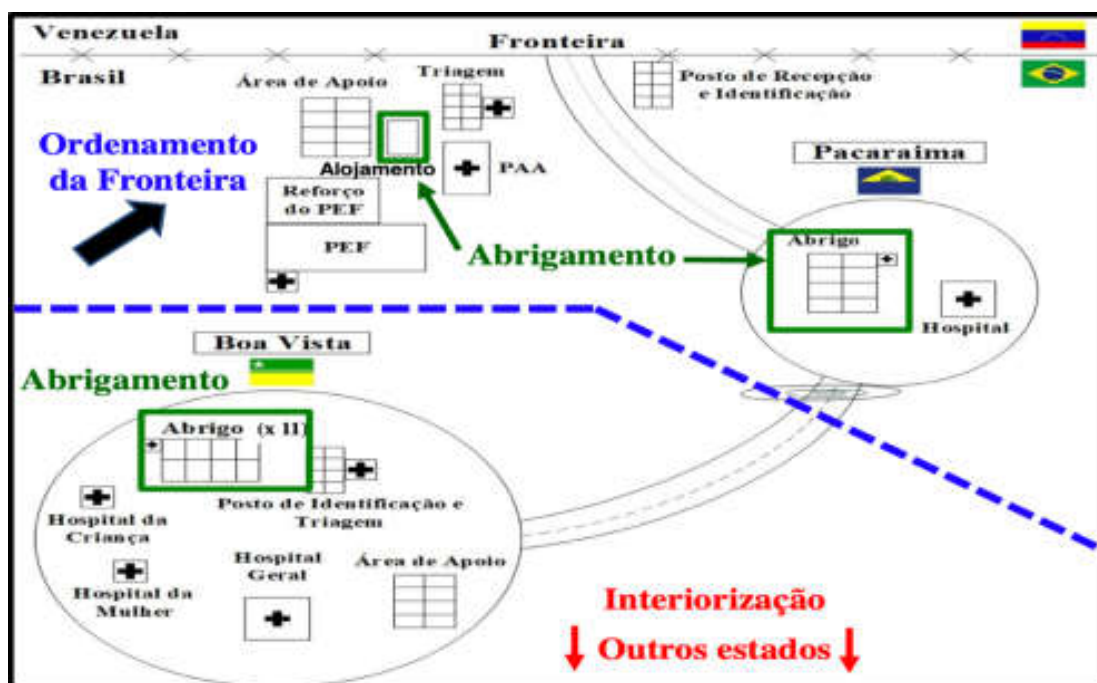 Venezuela
Fronteira
Brasil
Área de Apoio
Triagem
Posto de Recepção
e Identificação
Ordenamento
da Fronteira
Alojamento
PAA
Pacaraima
Reforço
do PEF
PEF
Abrigamento
Abrigo
Hospital
Boa Vista
Abrigamento
Abrigo (x 11)
Posto de Identificação e
Triagem
Hospital da
Criança
Hospital da
Mulher
Hospital
Geral
Área de Apoio
Interiorização
Outros estados